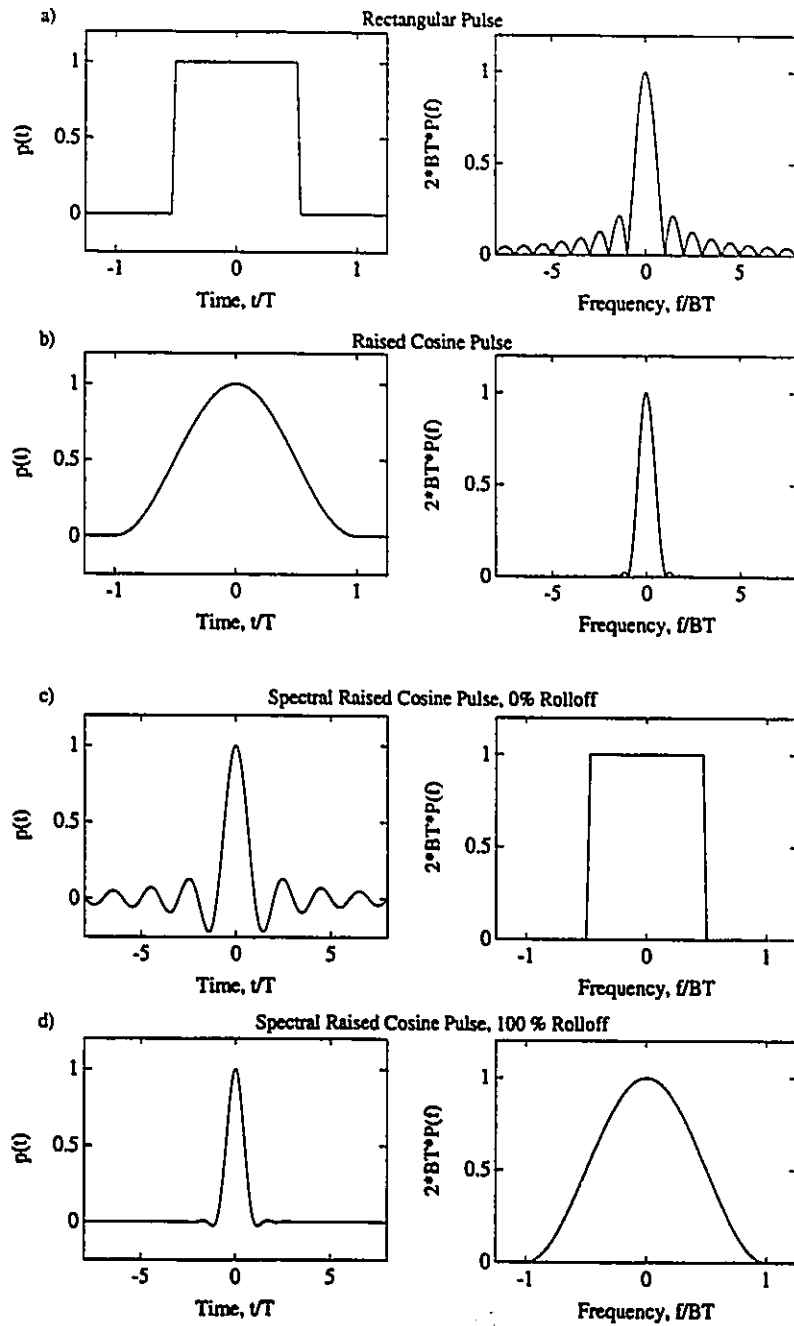 a)
Rectangular Pulse
p(t)
1
0.5
0
-1
0
1
Time, t/T
2*BT*P(f)
1
0.5
0
-5
0
5
Frequency, f/BT
b)
Raised Cosine Pulse
p(t)
1
0.5
0
-1
0
1
Time, t/T
2*BT*P(f)
1
0.5
0
-5
0
5
Frequency, f/BT
c)
Spectral Raised Cosine Pulse, 0% Rolloff
p(t)
1
0.5
0
-5
0
5
Time, t/T
2*BT*P(f)
1
0.5
0
-1
0
1
Frequency, f/BT
d)
Spectral Raised Cosine Pulse, 100 % Rolloff
p(t)
1
0.5
0
-5
0
5
Time, t/T
2*BT*P(f)
1
0.5
0
-1
0
1
Frequency, f/BT